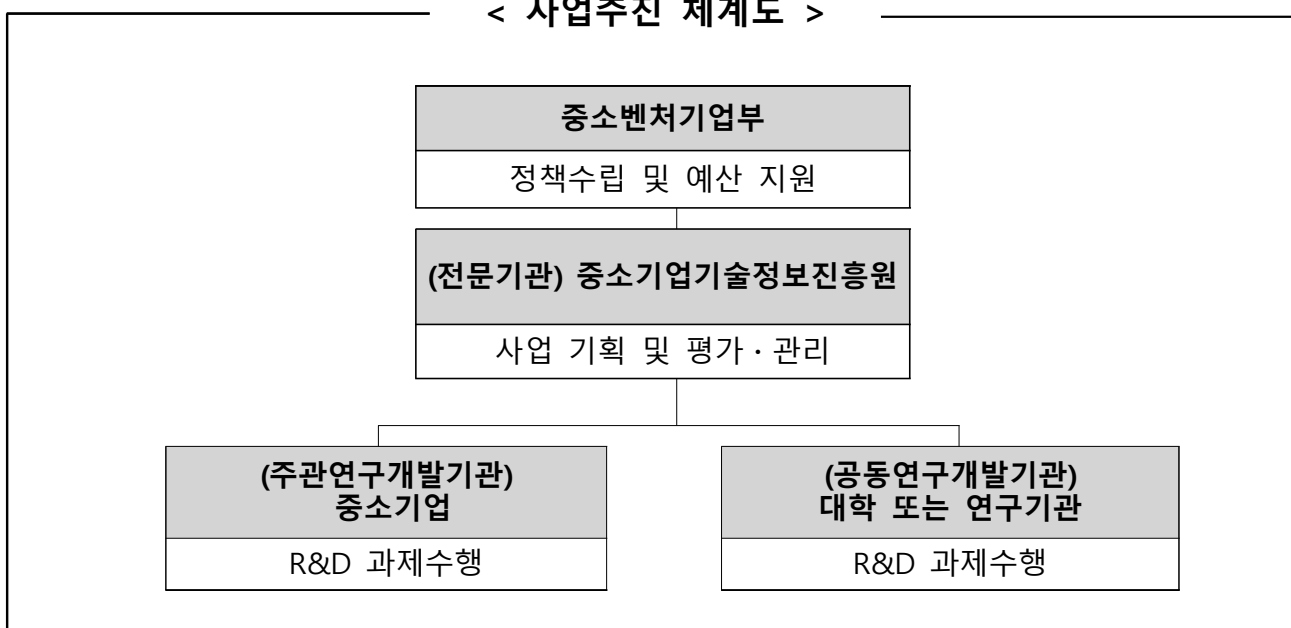 < 사업추진 체계도 >
중소벤처기업부
정책수립 및 예산 지원
(전문기관) 중소기업기술정보진흥원
사업 기획 및 평가·관리
(주관연구개발기관)
중소기업
R&D 과제수행
(공동연구개발기관)
대학 또는 연구기관
R&D 과제수행